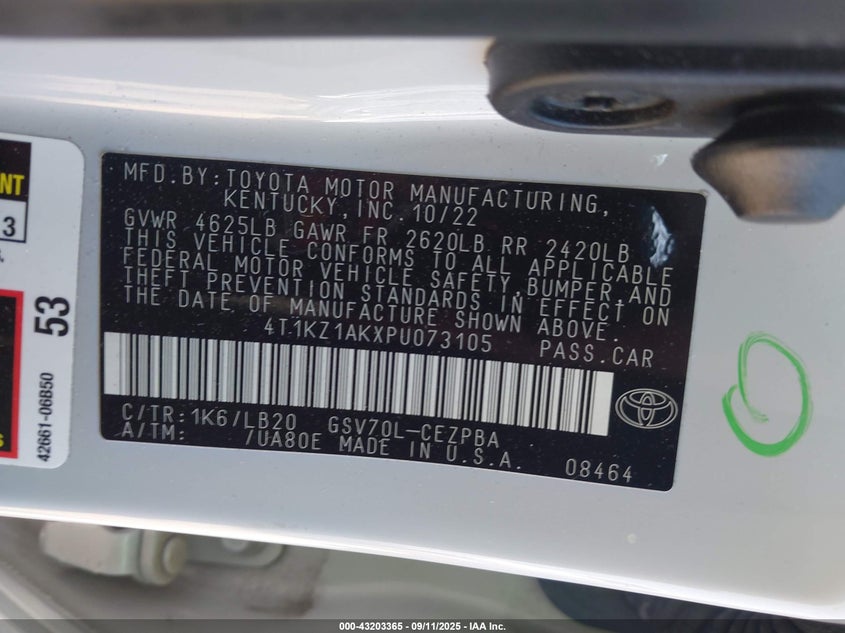 NT
3
53
42661-06B50
MFD.BY:TOYOTA MOTOR MANUFACTURING,
KENTUCKY,INC.10/22
GVWR 4625LB GAWR FR 2620LB RR 2420LB
THIS VEHICLE CONFORMS TO ALL APPLICABLE
FEDERAL MOTOR VEHICLE SAFETY,BUMPER,AND
THEFT PREVENTION STANDARDS IN EFFECT ON
THE DATE OF MANUFACTURE SHOWN ABOVE.
4T1KZ1AKXPU073105 PASS.CAR
C/TR:1K6/LB20 GSV70L-CEZPBA
A/TM: /UA80E MADE IN U.S.A. 08464
000-43203365 - 09/11/2025 - IAA Inc.